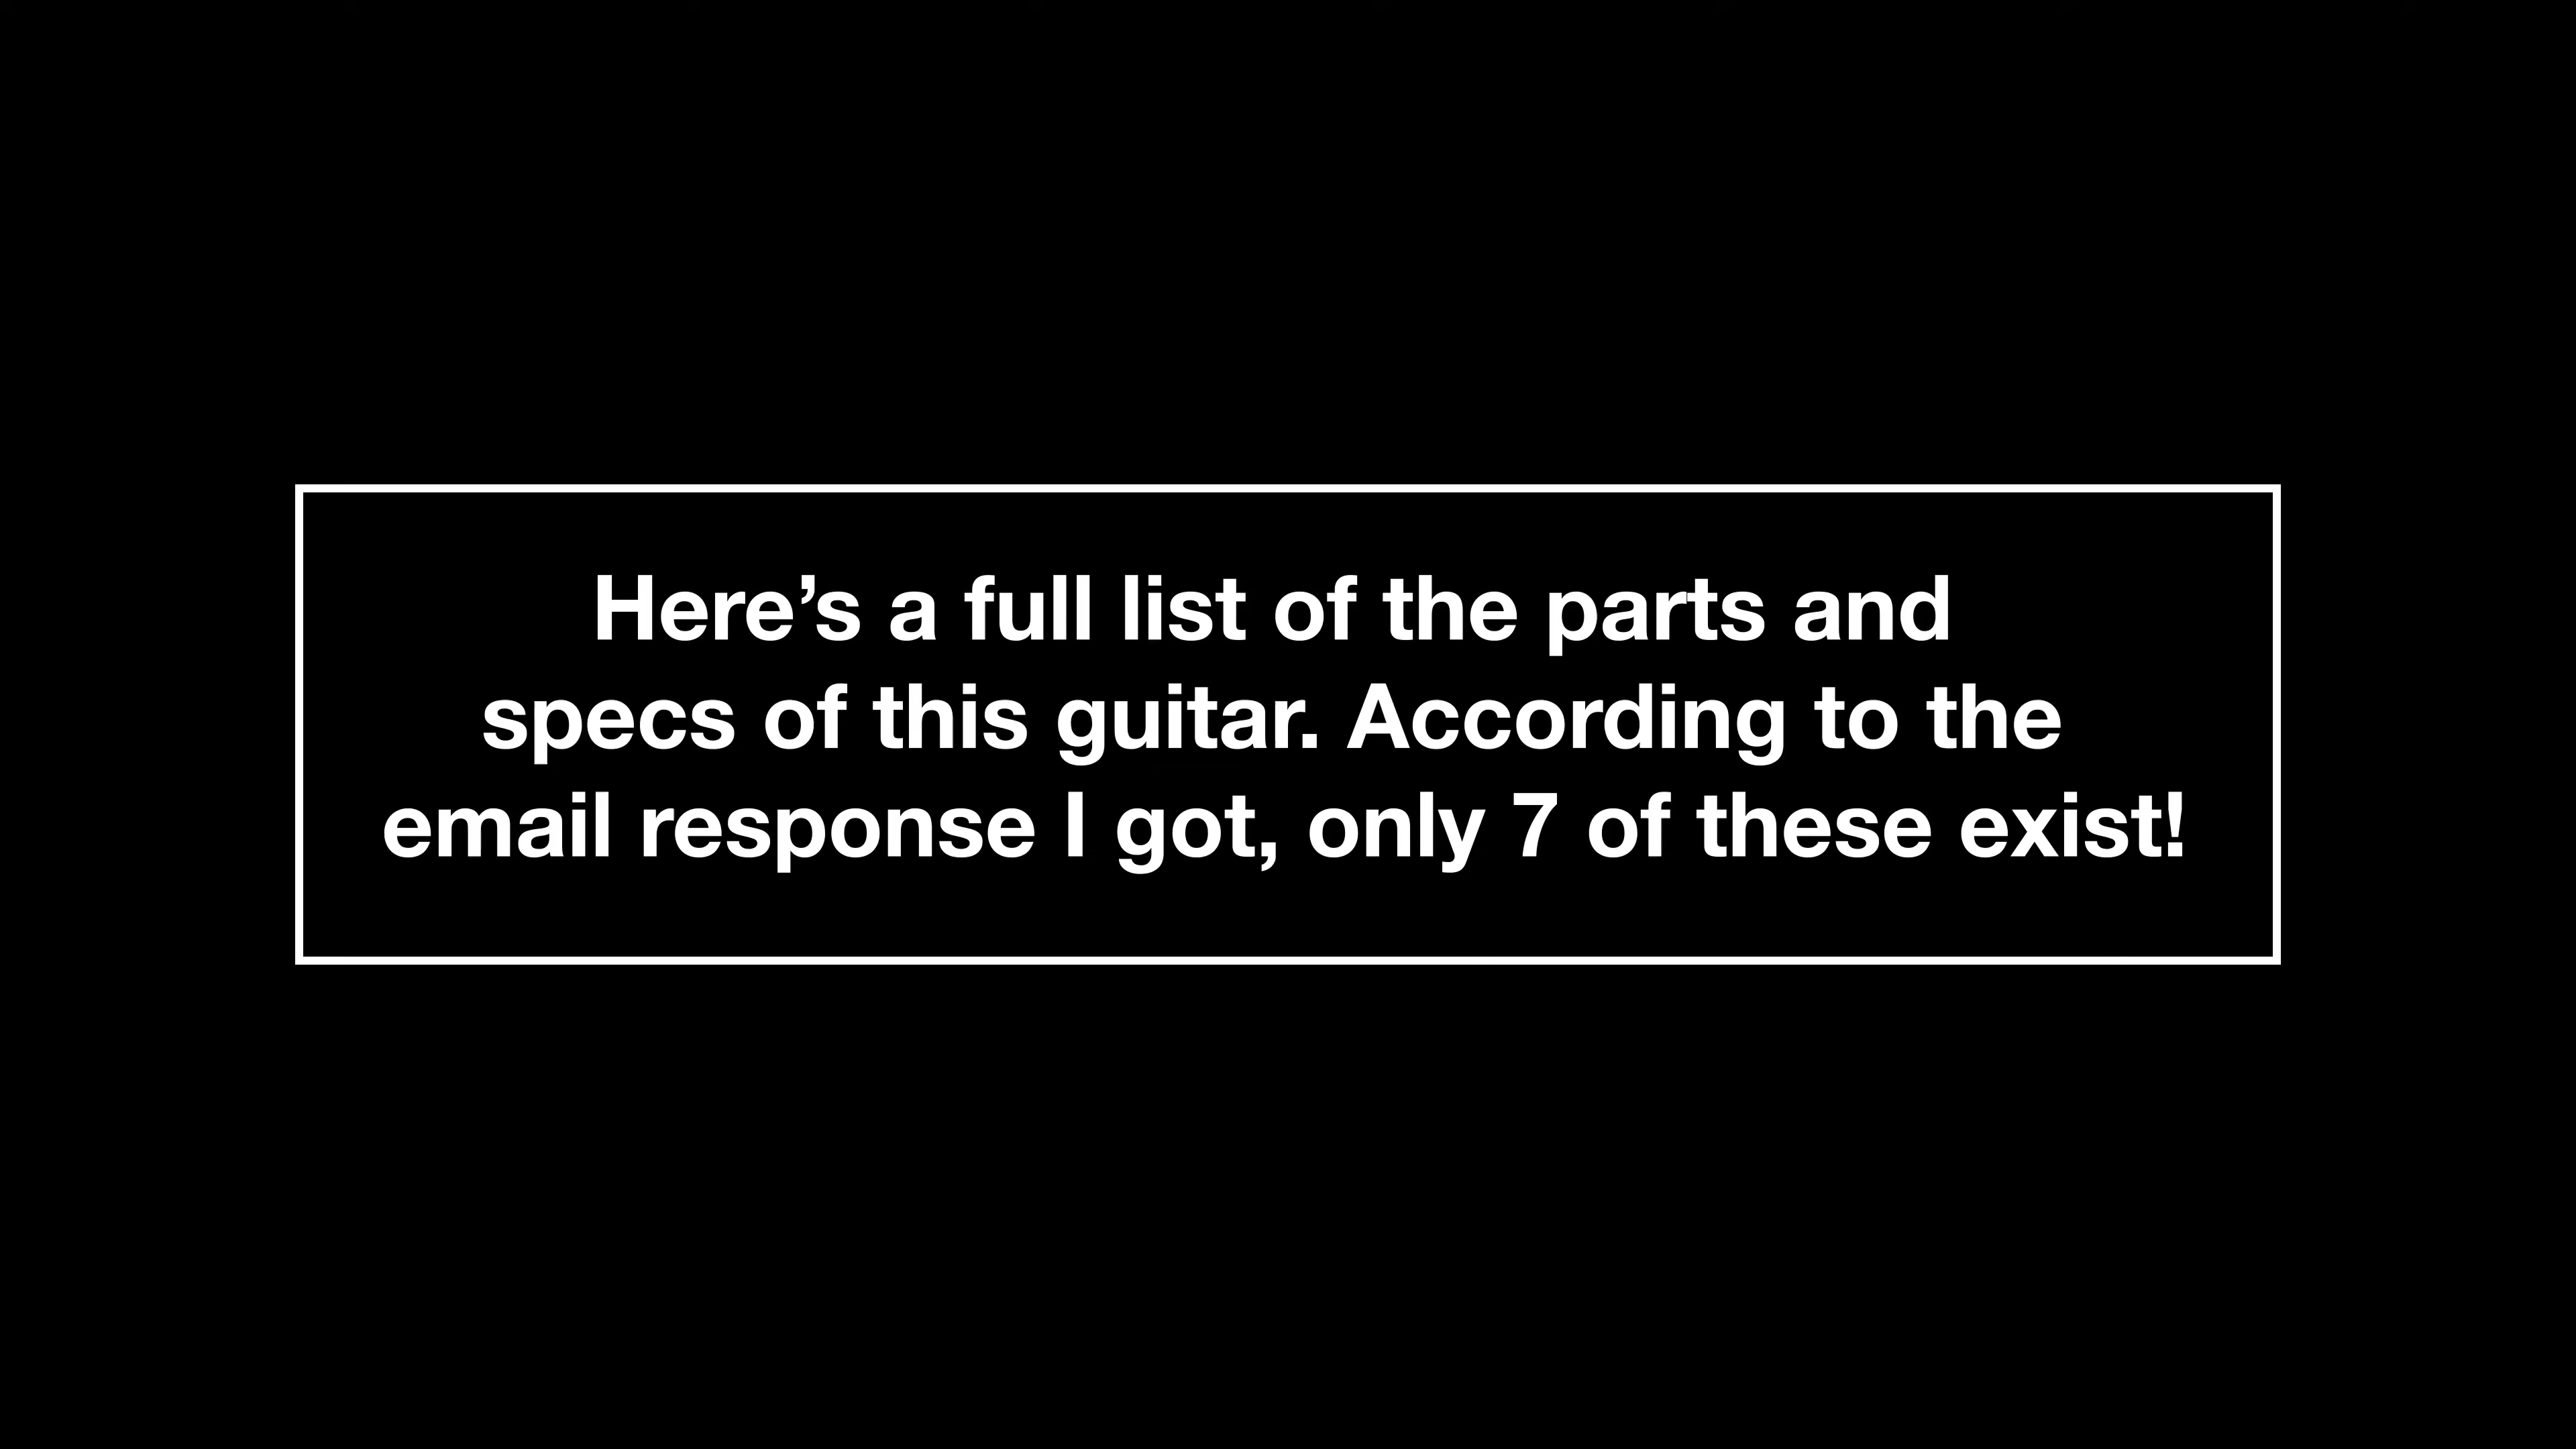 Here’s a full list of the parts and
specs of this guitar. According to the
email response I got, only 7 of these exist!